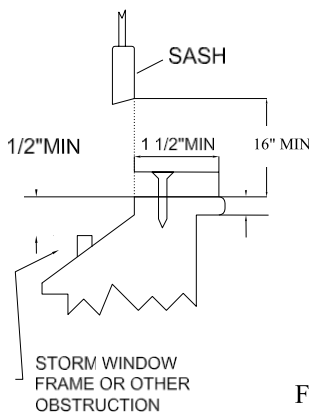 SASH
1/2"MIN
1 1/2"MIN
16" MIN
STORM WINDOW
FRAME OR OTHER
OBSTRUCTION
F